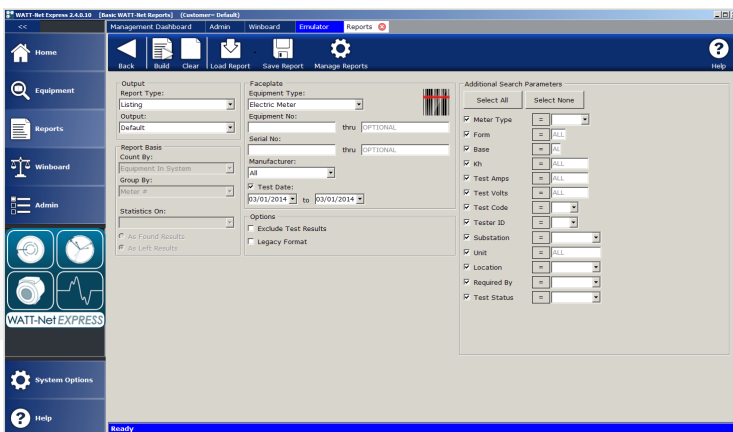 WATT-Net Express 2.4.0.10 [Basic WATT-Net Reports] (Customer= Default)
<< Management Dashboard Admin Winboard Emulator Reports
Back Build Clear Load Report Save Report Manage Reports Help
Home
Equipment
Reports
Winboard
Admin
WATT-Net EXPRESS
System Options
Help
Output
Report Type:
Listing
Output:
Default
Report Basis
Count By:
Equipment In System
Group By:
Meter #
Statistics On:
As Found Results
As Left Results
Faceplate
Equipment Type:
Electric Meter
Equipment No:
thru OPTIONAL
Serial No:
thru OPTIONAL
Manufacturer:
All
Test Date:
03/01/2014 to 03/01/2014
Options
Exclude Test Results
Legacy Format
Additional Search Parameters
Select All Select None
Meter Type =
Form = ALL
Base = AL
Kh = ALL
Test Amps = ALL
Test Volts = ALL
Test Code =
Tester ID =
Substation =
Unit = ALL
Location =
Required By =
Test Status =
Ready